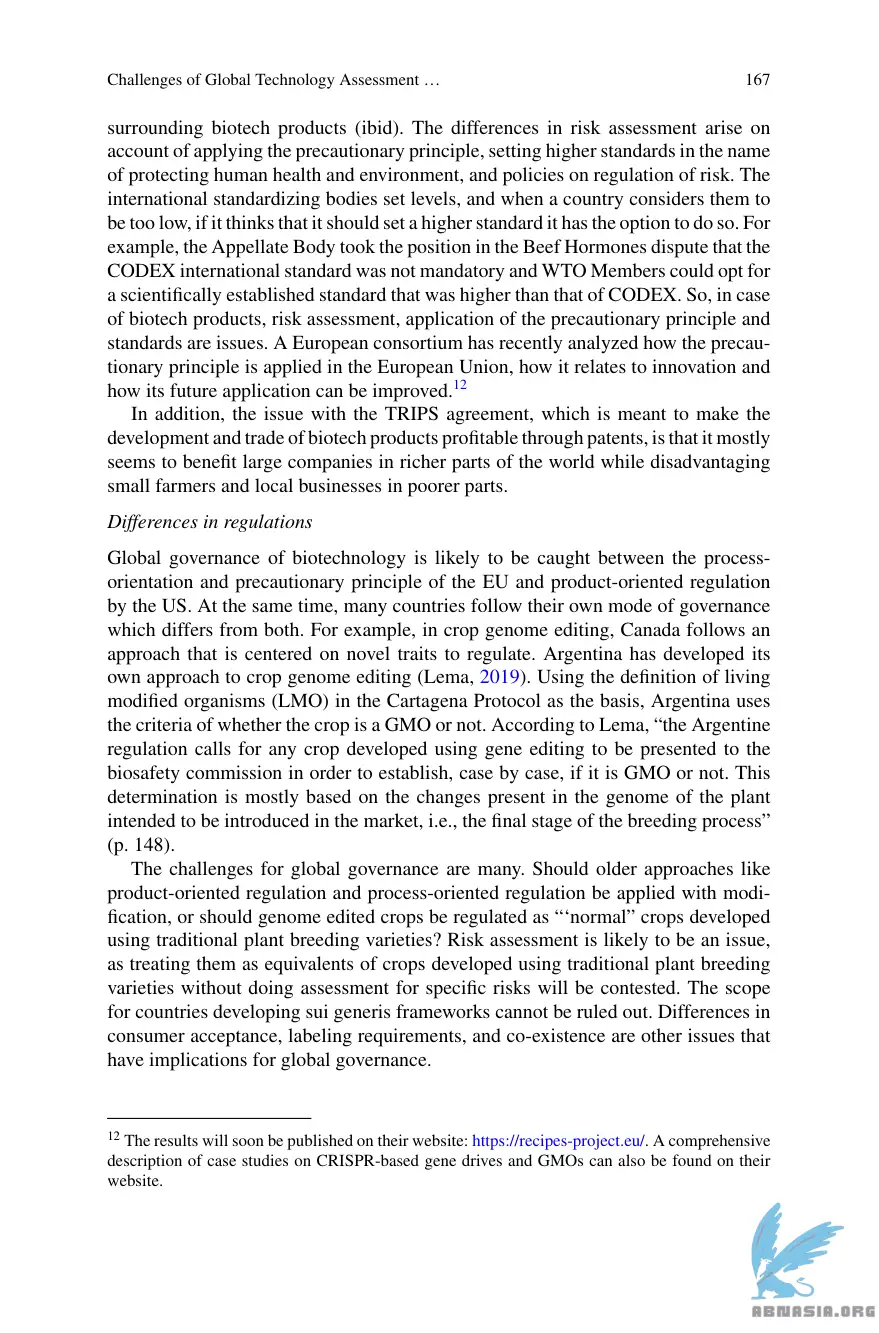 Challenges of Global Technology Assessment … 167
surrounding biotech products (ibid). The differences in risk assessment arise on
account of applying the precautionary principle, setting higher standards in the name
of protecting human health and environment, and policies on regulation of risk. The
international standardizing bodies set levels, and when a country considers them to
be too low, if it thinks that it should set a higher standard it has the option to do so. For
example, the Appellate Body took the position in the Beef Hormones dispute that the
CODEX international standard was not mandatory and WTO Members could opt for
a scientifically established standard that was higher than that of CODEX. So, in case
of biotech products, risk assessment, application of the precautionary principle and
standards are issues. A European consortium has recently analyzed how the precau-
tionary principle is applied in the European Union, how it relates to innovation and
how its future application can be improved.12
In addition, the issue with the TRIPS agreement, which is meant to make the
development and trade of biotech products profitable through patents, is that it mostly
seems to benefit large companies in richer parts of the world while disadvantaging
small farmers and local businesses in poorer parts.
Differences in regulations
Global governance of biotechnology is likely to be caught between the process-
orientation and precautionary principle of the EU and product-oriented regulation
by the US. At the same time, many countries follow their own mode of governance
which differs from both. For example, in crop genome editing, Canada follows an
approach that is centered on novel traits to regulate. Argentina has developed its
own approach to crop genome editing (Lema, 2019). Using the definition of living
modified organisms (LMO) in the Cartagena Protocol as the basis, Argentina uses
the criteria of whether the crop is a GMO or not. According to Lema, “the Argentine
regulation calls for any crop developed using gene editing to be presented to the
biosafety commission in order to establish, case by case, if it is GMO or not. This
determination is mostly based on the changes present in the genome of the plant
intended to be introduced in the market, i.e., the final stage of the breeding process”
(p. 148).
The challenges for global governance are many. Should older approaches like
product-oriented regulation and process-oriented regulation be applied with modi-
fication, or should genome edited crops be regulated as “‘normal” crops developed
using traditional plant breeding varieties? Risk assessment is likely to be an issue,
as treating them as equivalents of crops developed using traditional plant breeding
varieties without doing assessment for specific risks will be contested. The scope
for countries developing sui generis frameworks cannot be ruled out. Differences in
consumer acceptance, labeling requirements, and co-existence are other issues that
have implications for global governance.
12 The results will soon be published on their website: https://recipes-project.eu/. A comprehensive
description of case studies on CRISPR-based gene drives and GMOs can also be found on their
website.
ABNASIA.ORG